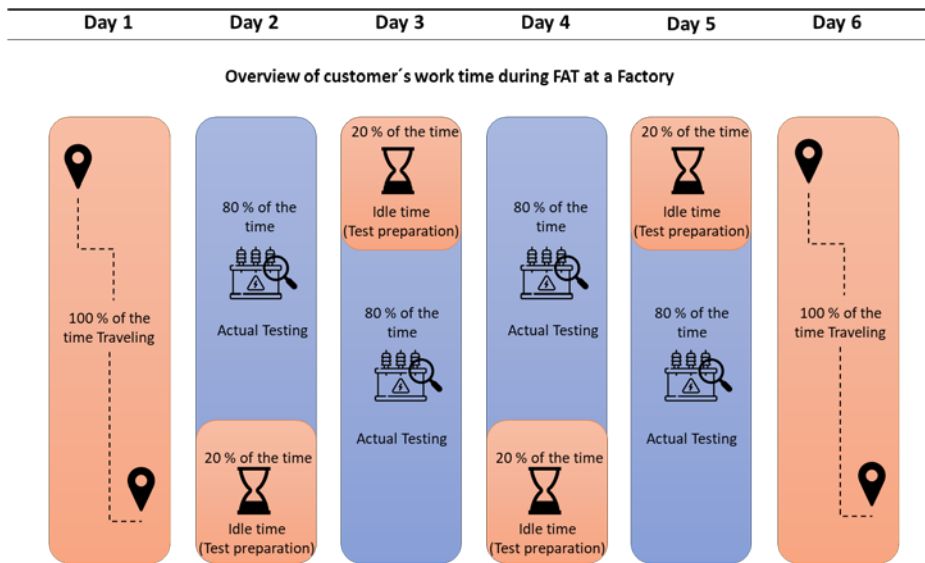 Day 1 Day 2 Day 3 Day 4 Day 5 Day 6
Overview of customer´s work time during FAT at a Factory
100 % of the
time Traveling
80 % of the
time
Actual Testing
20 % of the time
Idle time
(Test preparation)
20 % of the time
Idle time
(Test preparation)
80 % of the
time
Actual Testing
80 % of the
time
Actual Testing
20 % of the time
Idle time
(Test preparation)
20 % of the time
Idle time
(Test preparation)
80 % of the
time
Actual Testing
100 % of the
time Traveling